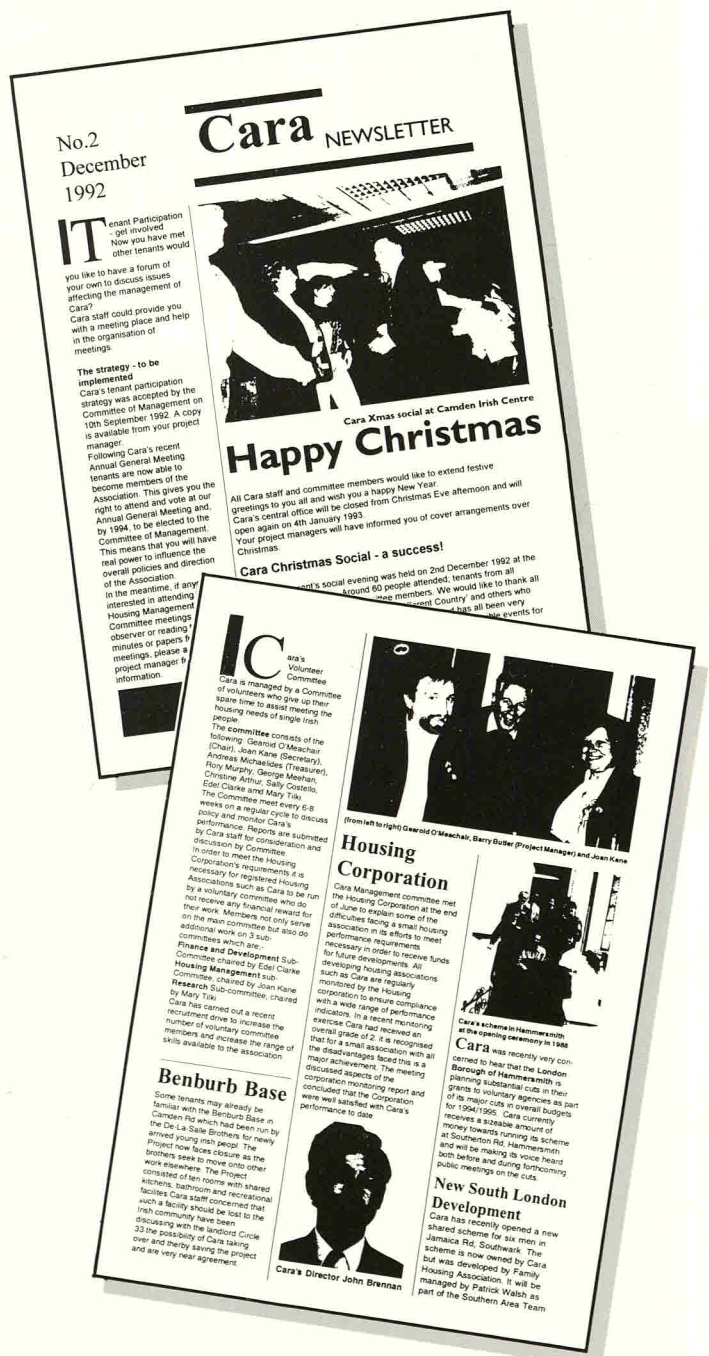 No.2
December
1992
Cara NEWSLETTER
Tenant Participation
- get involved
Now you have met
other tenants would
you like to have a forum of
your own to discuss issues
affecting the management of
Cara?
Cara staff could provide you
with a meeting place and help
in the organisation of
meetings.
The strategy - to be
implemented
Cara's tenant participation
strategy was accepted by the
Committee of Management on
10th September 1992. A copy
is available from your project
manager.
Following Cara's recent
Annual General Meeting
tenants are now able to
become members of the
Association. This gives you the
right to attend and vote at our
Annual General Meeting and,
by 1994, to be elected to the
Committee of Management.
This means that you will have
real power to influence the
overall policies and direction
of the Association.
In the meantime, if any
interested in attending
Housing Management
Committee meetings
observer or reading
minutes or papers
meetings, please
project manager
information.
Cara Xmas social at Camden Irish Centre
Happy Christmas
All Cara staff and committee members would like to extend festive
greetings to you all and wish you a happy New Year.
Cara's central office will be closed from Christmas Eve afternoon and will
open again on 4th January 1993.
Your project managers will have informed you of cover arrangements over
Christmas.
Cara Christmas Social - a success!
social evening was held on 2nd December 1992 at the
Around 60 people attended; tenants from all
members. We would like to thank all
Country' and others who
has all been very
events for
Cara's
Volunteer
Committee
Cara is managed by a Committee
of volunteers who give up their
spare time to assist meeting the
housing needs of single Irish
people.
The committee consists of the
following: Gearoid O'Meachair
(Chair), Joan Kane (Secretary),
Andreas Michaelides (Treasurer),
Rory Murphy, George Meehan,
Christine Arthur, Sally Costello,
Edel Clarke amd Mary Tilki.
The Committee meet every 6-8
weeks on a regular cycle to discuss
policy and monitor Cara's
performance. Reports are submitted
by Cara staff for consideration and
discussion by Committee.
In order to meet the Housing
Corporation's requirements it is
necessary for registered Housing
Associations such as Cara to be run
by a voluntary committee who do
not receive any financial reward for
their work. Members not only serve
on the main committee but also do
additional work on 3 sub-
committees which are;-
Finance and Development Sub-
Committee chaired by Edel Clarke
Housing Management sub-
Committee, chaired by Joan Kane
Research Sub-committee, chaired
by Mary Tilki
Cara has carried out a recent
recruitment drive to increase the
number of voluntary committee
members and increase the range of
skills available to the association.
Benburb Base
Some tenants may already be
familiar with the Benburb Base in
Camden Rd which had been run by
the De-La-Salle Brothers for newly
arrived young irish peopl. The
Project now faces closure as the
brothers seek to move onto other
work elsewhere. The Project
consisted of ten rooms with shared
kitchens, bathroom and recreational
facilites Cara stafff concerned that
such a facility should be lost to the
Irish community have been
discussing with the landlord Circle
33 the possibility of Cara taking
over and therby saving the project
and are very near agreement.
(from left to right) Gearoid O'Meachair, Barry Butler (Project Manager) and Joan Kane
Housing
Corporation
Cara Management committee met
the Housing Corporation at the end
of June to explain some of the
difficulties facing a small housing
association in its efforts to meet
performance requirements
necessary in order to receive funds
for future developments. All
developing housing associations
such as Cara are regularly
monitored by the Housing
corporation to ensure compliance
with a wide range of performance
indicators. In a recent monitoring
exercise Cara had received an
overall grade of 2. it is recognised
that for a small association with all
the disadvantages faced this is a
major achievement. The meeting
discussed aspects of the
corporation monitoring report and
concluded that the Corporation
were well satisfied with Cara's
performance to date.
Cara's Director John Brennan
Cara's scheme in Hammersmith
at the opening ceremony in 1988
Cara was recently very con-
cerned to hear that the London
Borough of Hammersmith is
planning substantial cuts in their
grants to voluntary agencies as part
of its major cuts in overall budgets
for 1994/1995. Cara currently
receives a sizeable amount of
money towards running its scheme
at Southerton Rd, Hammersmith
and will be making its voice heard
both before and during forthcoming
public meetings on the cuts.
New South London
Development
Cara has recently opened a new
shared scheme for six men in
Jamaica Rd, Southwark. The
scheme is now owned by Cara
but was developed by Family
Housing Association. It will be
managed by Patrick Walsh as
part of the Southern Area Team